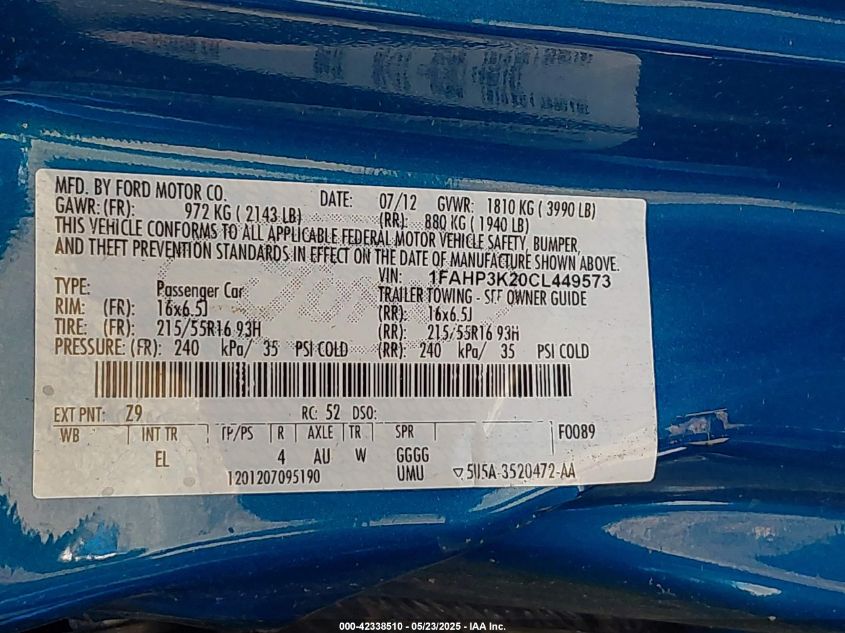 MFD. BY FORD MOTOR CO. DATE: 07/12 GVWR: 1810 KG ( 3990 LB)
GAWR: (FR): 972 KG ( 2143 LB) (RR): 880 KG ( 1940 LB)
THIS VEHICLE CONFORMS TO ALL APPLICABLE FEDERAL MOTOR VEHICLE SAFETY, BUMPER,
AND THEFT PREVENTION STANDARDS IN EFFECT ON THE DATE OF MANUFACTURE SHOWN ABOVE.
VIN: 1FAHP3K20CL449573
TYPE: Passenger Car TRAILER TOWING - SEE OWNER GUIDE
RIM: (FR): 16x6.5J (RR): 16x6.5J
TIRE: (FR): 215/55R16 93H (RR): 215/55R16 93H
PRESSURE: (FR): 240 kPa/ 35 PSI COLD (RR): 240 kPa/ 35 PSI COLD
EXT PNT: Z9 RC: 52 DSO:
WB INT TR TP/PS R AXLE TR SPR F0089
EL 4 AU W GGGG
1201207095190 UMU ▽5U5A-3520472-AA
000-42338510 - 05/23/2025 - IAA Inc.